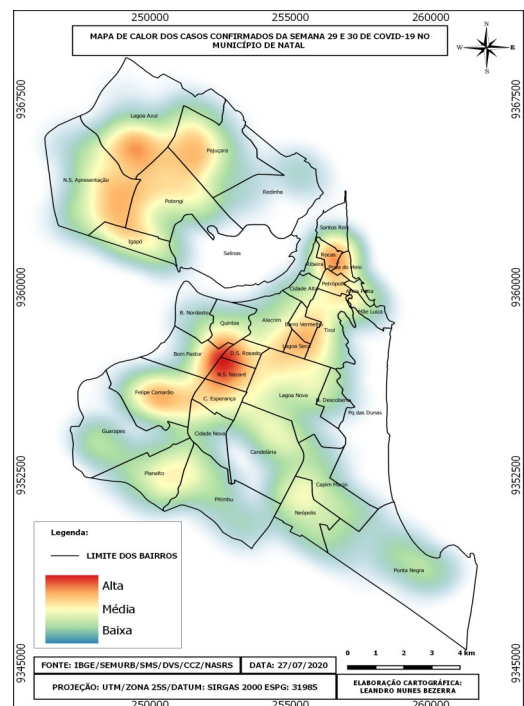 250000 255000 260000
MAPA DE CALOR DOS CASOS CONFIRMADOS DA SEMANA 29 E 30 DE COVID-19 NO
MUNICÍPIO DE NATAL
N
W E
S
9367500 9367500
Lagoa Azul
Pajuçara
N.S. Apresentação
Redinha
Potengi
Igapó
Salinas
Santos Reis
Rocas
Ribeira Praia do Meio
9360000 9360000
Petrópolis
Cidade Alta Areia Preta
Mãe Luiza
B. Nordeste
Quintas Alecrim
Barro Vermelho Tirol
Bom Pastor D.S. Rosado Lagoa Seca
N.S. Nazaré
Felipe Camarão
C. Esperança Lagoa Nova
N. Descoberta
Guarapes Cidade Nova Pq das Dunas
Candelária
9352500 9352500
Planalto
Capim Macio
Pitimbu
Neópolis
Ponta Negra
Legenda:
LIMITE DOS BAIRROS
Alta
Média
Baixa
0 1 2 3 4 km
9345000 9345000
FONTE: IBGE/SEMURB/SMS/DVS/CCZ/NASRS DATA: 27/07/2020
PROJEÇÃO: UTM/ZONA 25S/DATUM: SIRGAS 2000 ESPG: 31985
ELABORAÇÃO CARTOGRÁFICA:
LEANDRO NUNES BEZERRA
250000 255000 260000